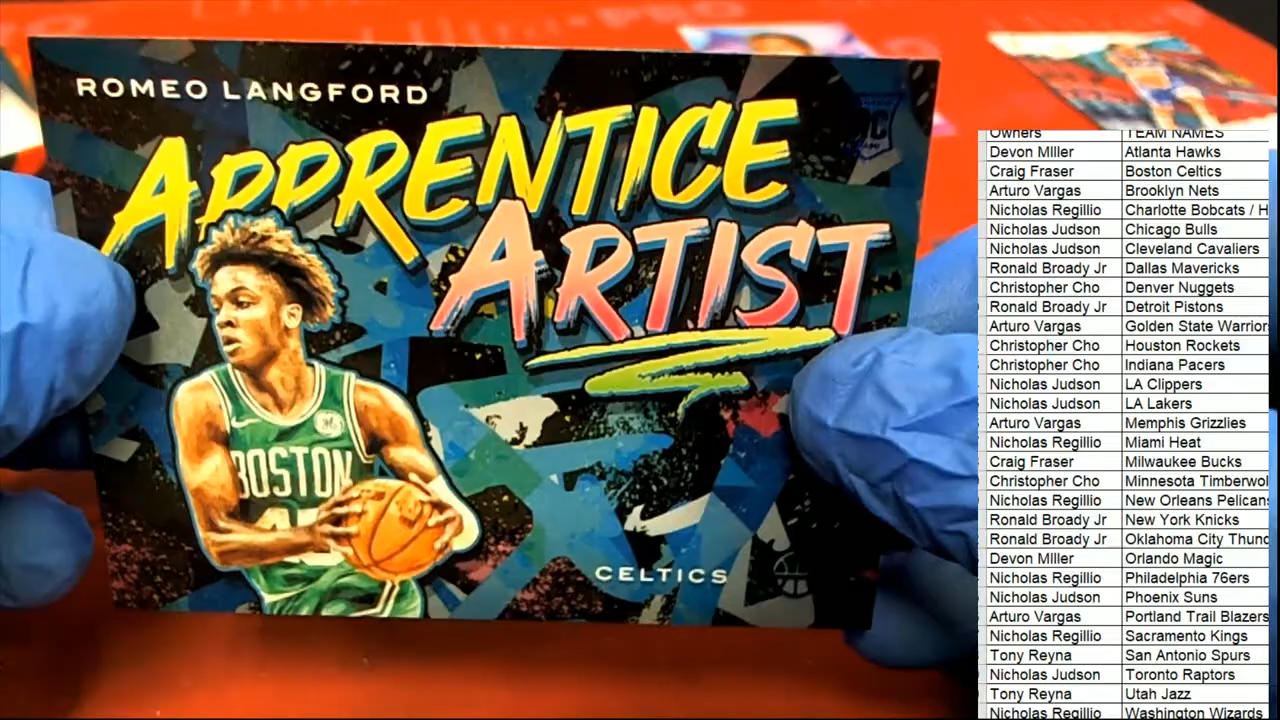 ROMEO LANGFORD
APPRENTICE
ARTIST
BOSTON
CELTICS
Owners TEAM NAMES
Devon MIller Atlanta Hawks
Craig Fraser Boston Celtics
Arturo Vargas Brooklyn Nets
Nicholas Regillio Charlotte Bobcats / H
Nicholas Judson Chicago Bulls
Nicholas Judson Cleveland Cavaliers
Ronald Broady Jr Dallas Mavericks
Christopher Cho Denver Nuggets
Ronald Broady Jr Detroit Pistons
Arturo Vargas Golden State Warriors
Christopher Cho Houston Rockets
Christopher Cho Indiana Pacers
Nicholas Judson LA Clippers
Nicholas Judson LA Lakers
Arturo Vargas Memphis Grizzlies
Nicholas Regillio Miami Heat
Craig Fraser Milwaukee Bucks
Christopher Cho Minnesota Timberwol
Nicholas Regillio New Orleans Pelicans
Ronald Broady Jr New York Knicks
Ronald Broady Jr Oklahoma City Thund
Devon MIller Orlando Magic
Nicholas Regillio Philadelphia 76ers
Nicholas Judson Phoenix Suns
Arturo Vargas Portland Trail Blazers
Nicholas Regillio Sacramento Kings
Tony Reyna San Antonio Spurs
Nicholas Judson Toronto Raptors
Tony Reyna Utah Jazz
Nicholas Regillio Washington Wizards